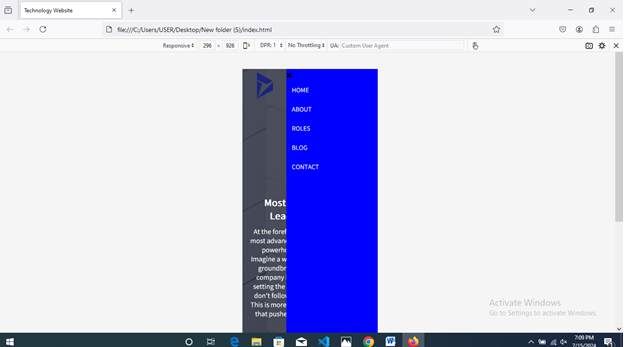 Technology Website
file:///C:/Users/USER/Desktop/New folder (5)/index.html
Responsive 296 × 926 DPR: 1 No Throttling UA: Custom User Agent
HOME
ABOUT
ROLES
BLOG
CONTACT
Most
Lea
At the foref
most advan
powerho
Imagine a w
groundbr
company
setting the
don't follow
This is more
that pushe
Activate Windows
Go to Settings to activate Windows.
7:09 PM
7/15/2024